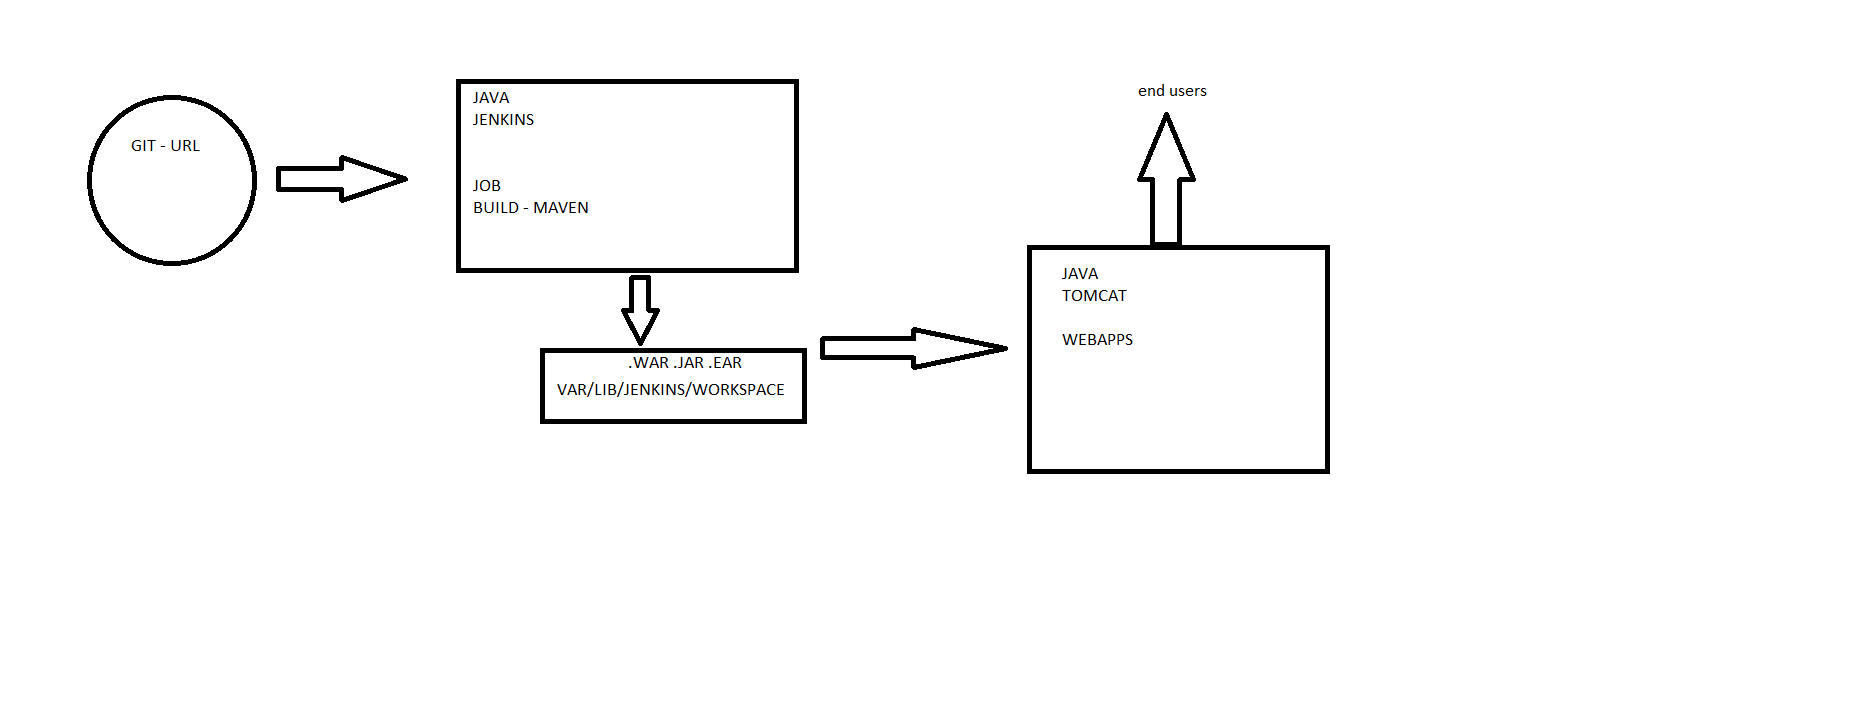 GIT - URL
JAVA
JENKINS
JOB
BUILD - MAVEN
.WAR .JAR .EAR
VAR/LIB/JENKINS/WORKSPACE
end users
JAVA
TOMCAT
WEBAPPS